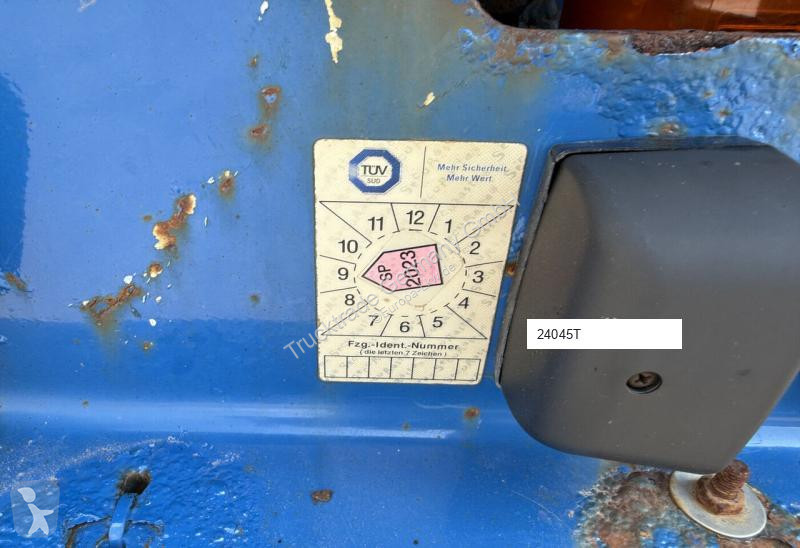 TÜV
SÜD
Mehr Sicherheit.
Mehr Wert.
11 12 1
10 2
9 3
8 4
7 6 5
SP
2023
Fzg.-Ident.-Nummer
(die letzten 7 Zeichen)
24045T